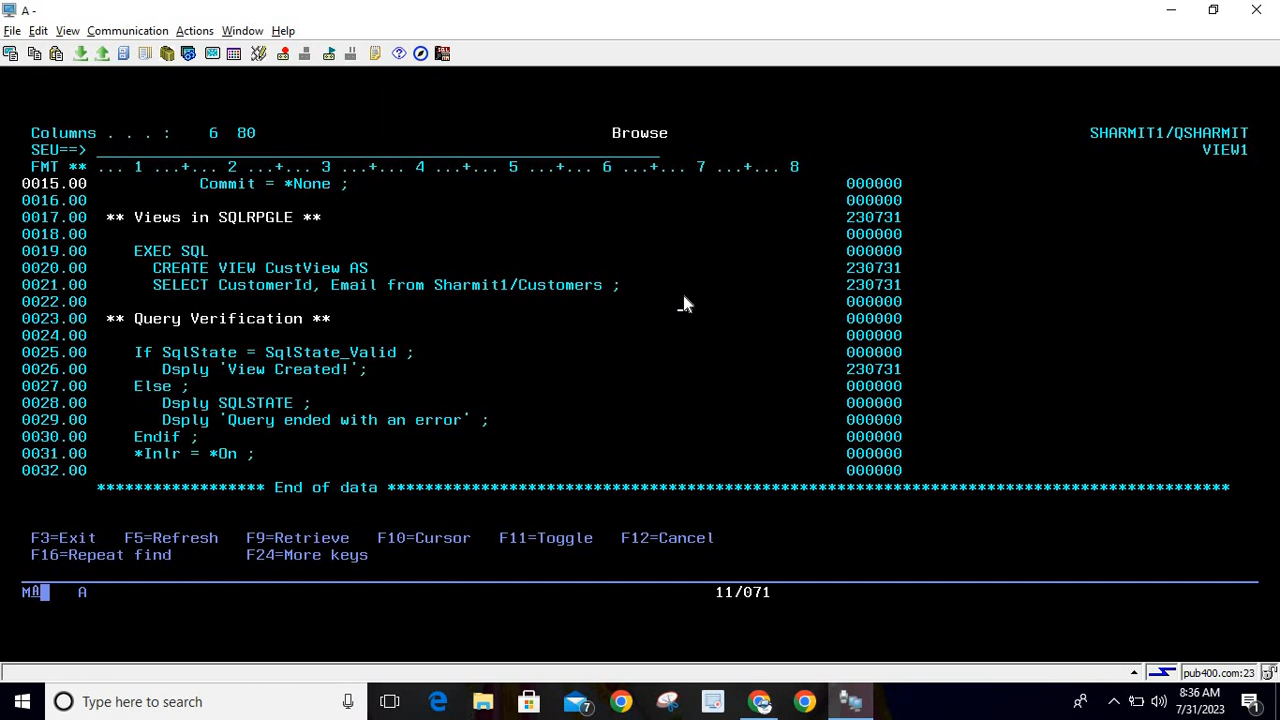 A -
File Edit View Communication Actions Window Help
Columns . . . : 6 80 Browse SHARMIT1/QSHARMIT
SEU==> VIEW1
FMT ** ... 1 ...+... 2 ...+... 3 ...+... 4 ...+... 5 ...+... 6 ...+... 7 ...+... 8
0015.00 Commit = *None ; 000000
0016.00 000000
0017.00 ** Views in SQLRPGLE ** 230731
0018.00 000000
0019.00 EXEC SQL 000000
0020.00 CREATE VIEW CustView AS 230731
0021.00 SELECT CustomerId, Email from Sharmit1/Customers ; 230731
0022.00 000000
0023.00 ** Query Verification ** 000000
0024.00 000000
0025.00 If SqlState = SqlState_Valid ; 000000
0026.00 Dsply 'View Created!'; 230731
0027.00 Else ; 000000
0028.00 Dsply SQLSTATE ; 000000
0029.00 Dsply 'Query ended with an error' ; 000000
0030.00 Endif ; 000000
0031.00 *Inlr = *On ; 000000
0032.00 000000
****************** End of data ******************************************************************************************
F3=Exit F5=Refresh F9=Retrieve F10=Cursor F11=Toggle F12=Cancel
F16=Repeat find F24=More keys
MA A 11/071
pub400.com:23
Type here to search 7 8:36 AM
7/31/2023 1